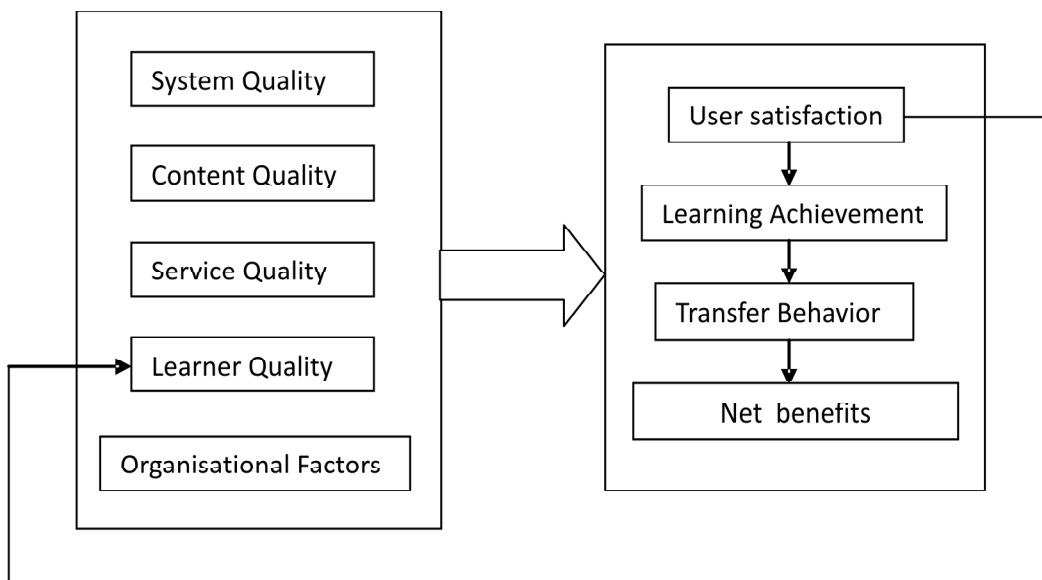 System Quality
Content Quality
Service Quality
Learner Quality
Organisational Factors
User satisfaction
Learning Achievement
Transfer Behavior
Net benefits